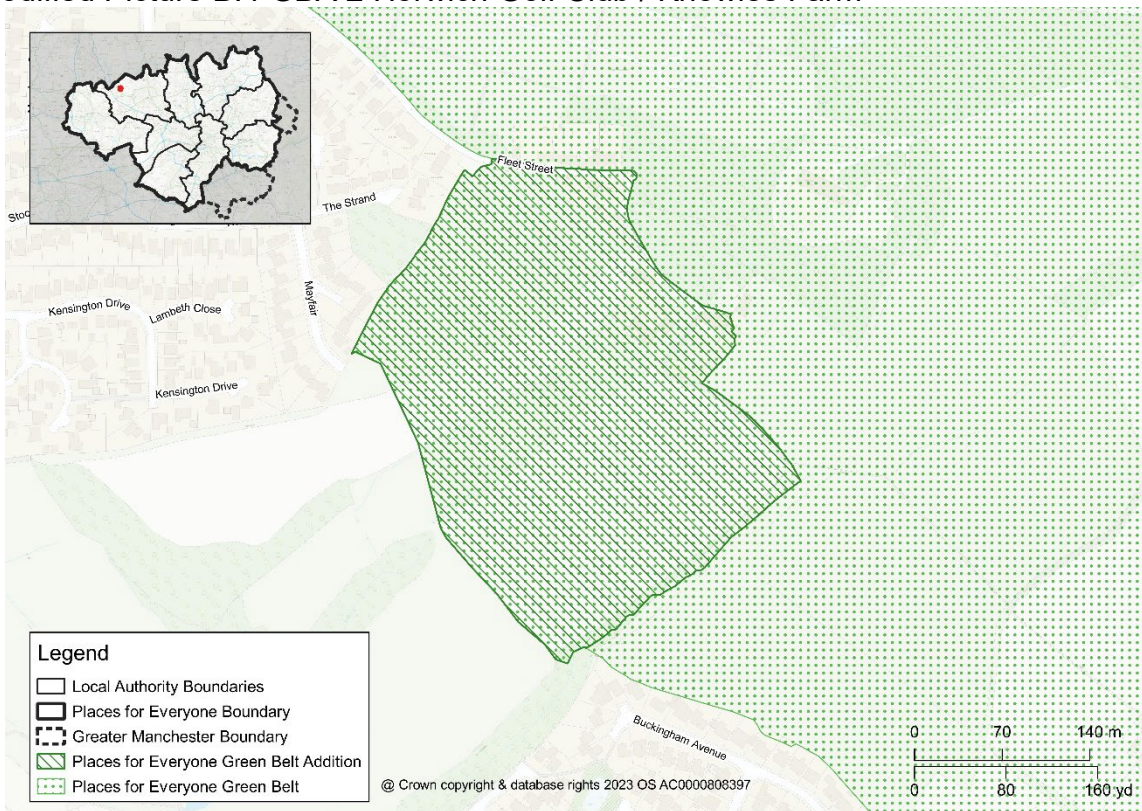 Fleet Street
The Strand
Mayfair
Kensington Drive
Lambeth Close
Kensington Drive
Buckingham Avenue
Legend
Local Authority Boundaries
Places for Everyone Boundary
Greater Manchester Boundary
Places for Everyone Green Belt Addition
Places for Everyone Green Belt
@ Crown copyright & database rights 2023 OS AC0000808397
0 70 140 m
0 80 160 yd